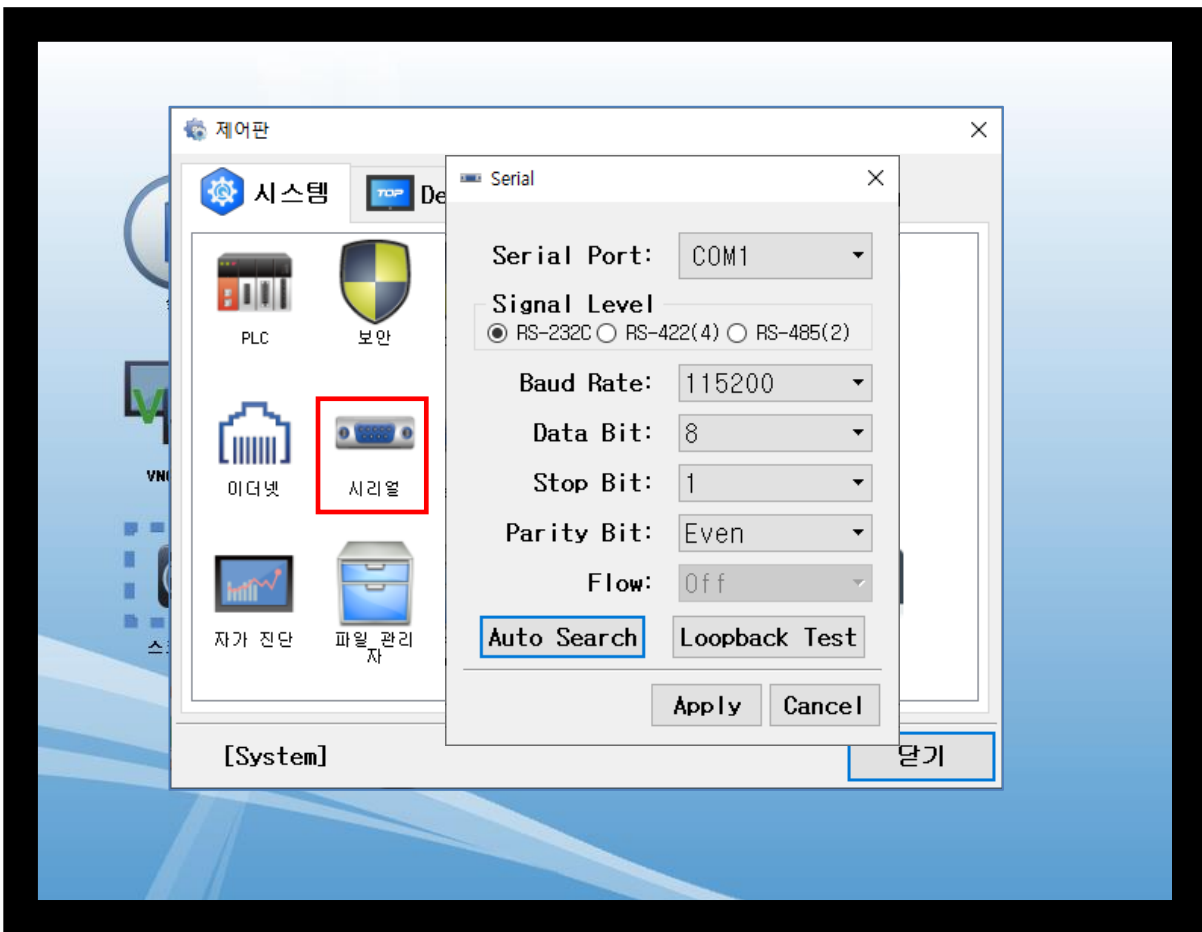 제어판
시스템
TOP
De
PLC
보안
이더넷
시리얼
자가 진단
파일 관리
자
[System]
닫기
Serial
Serial Port:
COM1
Signal Level
RS-232C RS-422(4) RS-485(2)
Baud Rate: 115200
Data Bit: 8
Stop Bit: 1
Parity Bit: Even
Flow: Off
Auto Search Loopback Test
Apply Cancel